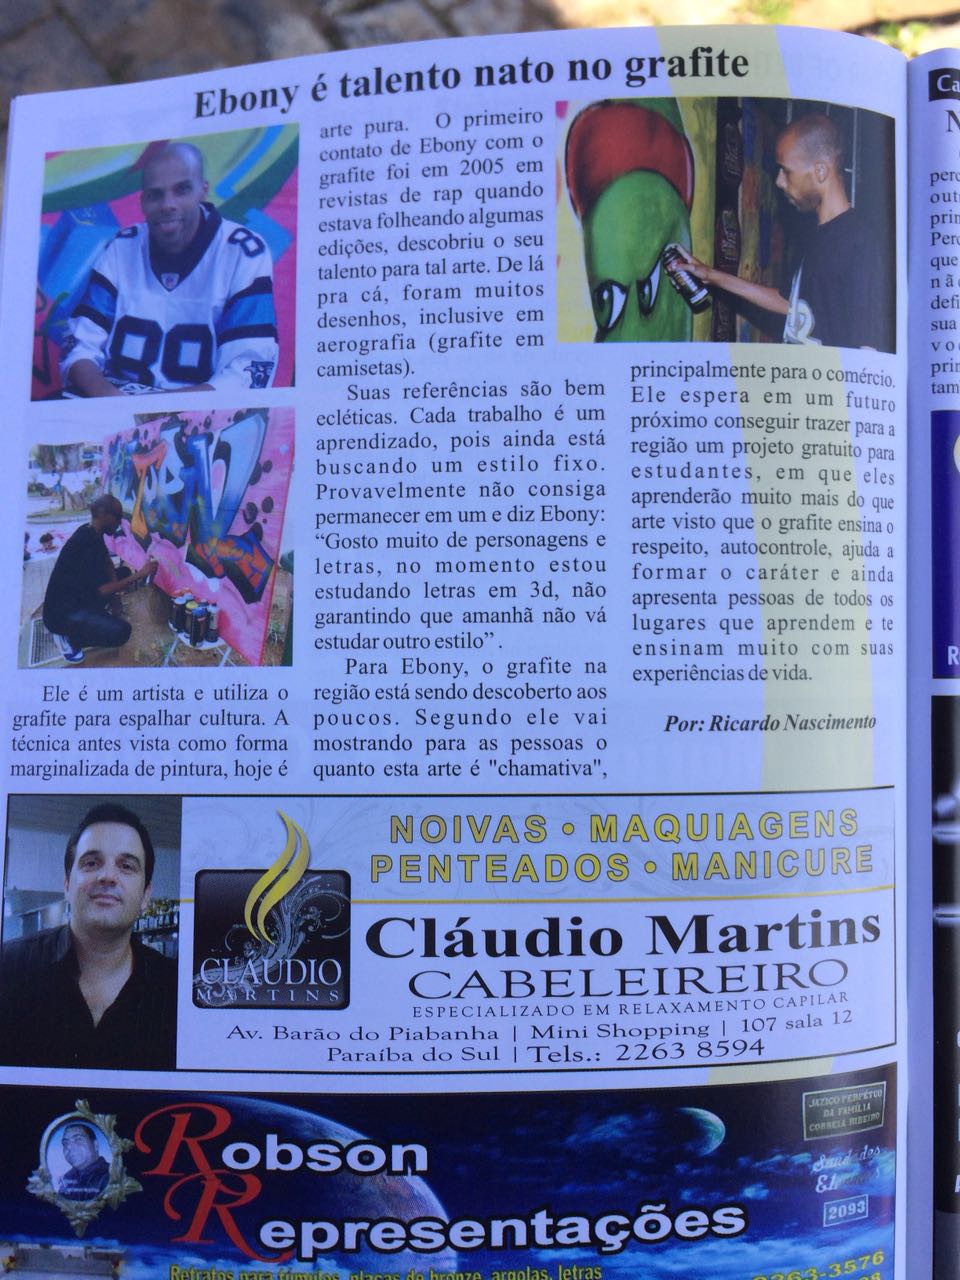 Ebony é talento nato no grafite
Ele é um artista e utiliza o
grafite para espalhar cultura. A
técnica antes vista como forma
marginalizada de pintura, hoje é
arte pura. O primeiro
contato de Ebony com o
grafite foi em 2005 em
revistas de rap quando
estava folheando algumas
edições, descobriu o seu
talento para tal arte. De lá
pra cá, foram muitos
desenhos, inclusive em
aerografia (grafite em
camisetas).
Suas referências são bem
ecléticas. Cada trabalho é um
aprendizado, pois ainda está
buscando um estilo fixo.
Provavelmente não consiga
permanecer em um e diz Ebony:
“Gosto muito de personagens e
letras, no momento estou
estudando letras em 3d, não
garantindo que amanhã não vá
estudar outro estilo” .
Para Ebony, o grafite na
região está sendo descoberto aos
poucos. Segundo ele vai
mostrando para as pessoas o
quanto esta arte é "chamativa",
principalmente para o comércio.
Ele espera em um futuro
próximo conseguir trazer para a
região um projeto gratuito para
estudantes, em que eles
aprenderão muito mais do que
arte visto que o grafite ensina o
respeito, autocontrole, ajuda a
formar o caráter e ainda
apresenta pessoas de todos os
lugares que aprendem e te
ensinam muito com suas
experiências de vida.
Por: Ricardo Nascimento
89
NOIVAS • MAQUIAGENS
PENTEADOS • MANICURE
CLÁUDIO
MARTINS
Cláudio Martins
CABELEIREIRO
ESPECIALIZADO EM RELAXAMENTO CAPILAR
Av. Barão do Piabanha | Mini Shopping | 107 sala 12
Paraíba do Sul | Tels.: 2263 8594
Robson
Representações
Retratos para túmulos, placas de bronze, argolas, letras
JAZIGO PERPÉTUO
DA FAMÍLIA
CORREIA RIBEIRO
Saudades
2093
2263-3576
Ca
N
perc
outr
prin
Perc
que
n ã
defi
sua
v o
prin
tam
R